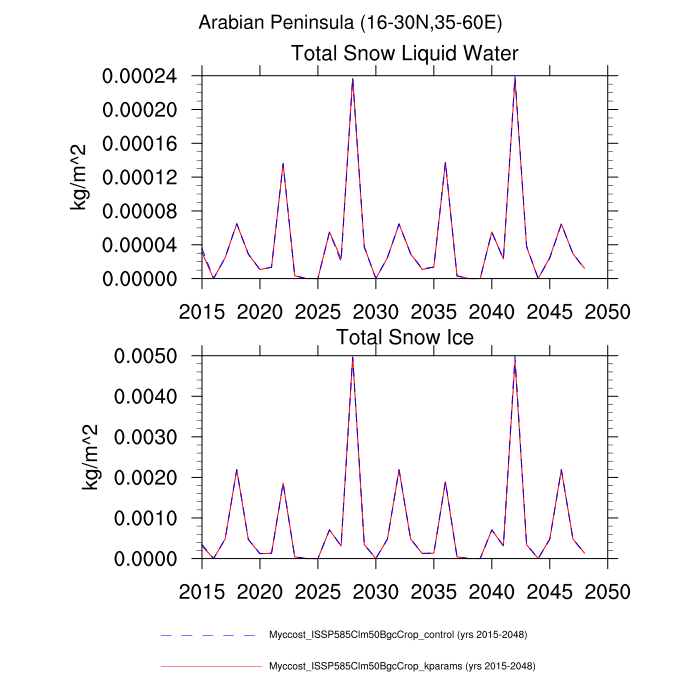 Arabian Peninsula (16-30N,35-60E)
Total Snow Liquid Water
kg/m^2
0.00024
0.00020
0.00016
0.00012
0.00008
0.00004
0.00000
2015 2020 2025 2030 2035 2040 2045 2050
Total Snow Ice
kg/m^2
0.0050
0.0040
0.0030
0.0020
0.0010
0.0000
2015 2020 2025 2030 2035 2040 2045 2050
Myccost_ISSP585Clm50BgcCrop_control (yrs 2015-2048)
Myccost_ISSP585Clm50BgcCrop_kparams (yrs 2015-2048)